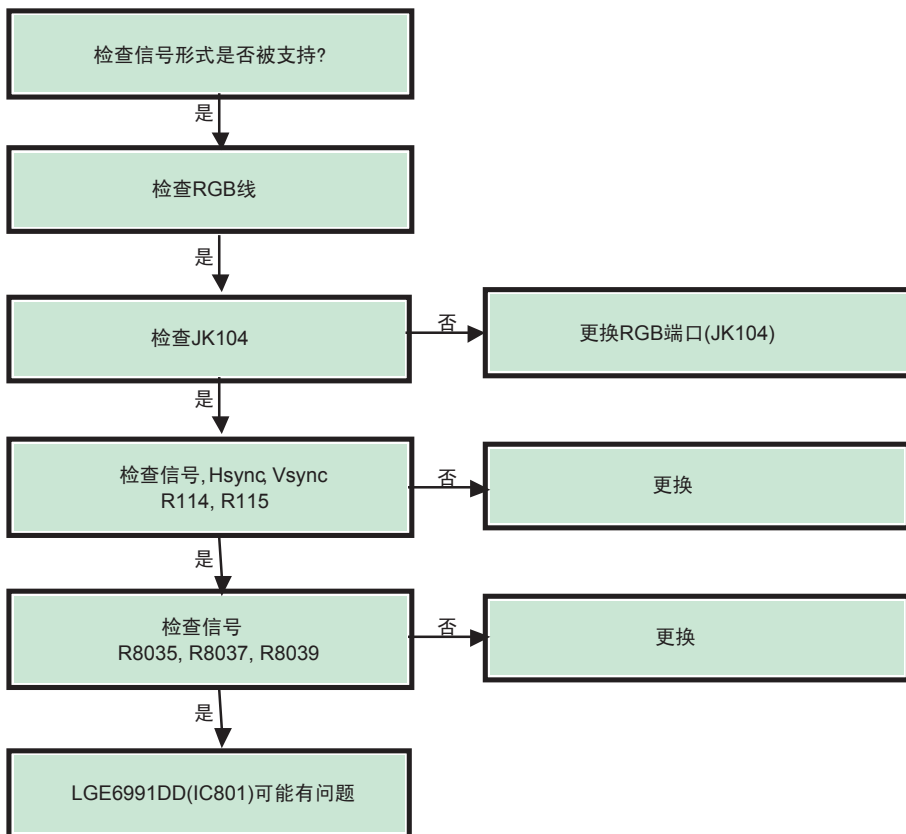 检查信号形式是否被支持?
是
检查RGB线
是
检查JK104
否
更换RGB端口(JK104)
是
检查信号, Hsync, Vsync
R114, R115
否
更换
是
检查信号
R8035, R8037, R8039
否
更换
是
LGE6991DD(IC801)可能有问题